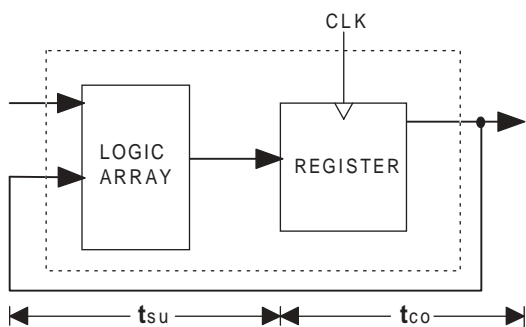 CLK
LOGIC
ARRAY
REGISTER
tsu
tco